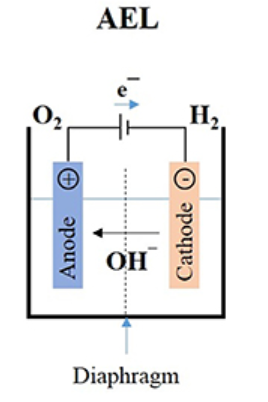 AEL
e⁻
O₂
H₂
+
-
Anode
Cathode
OH⁻
Diaphragm